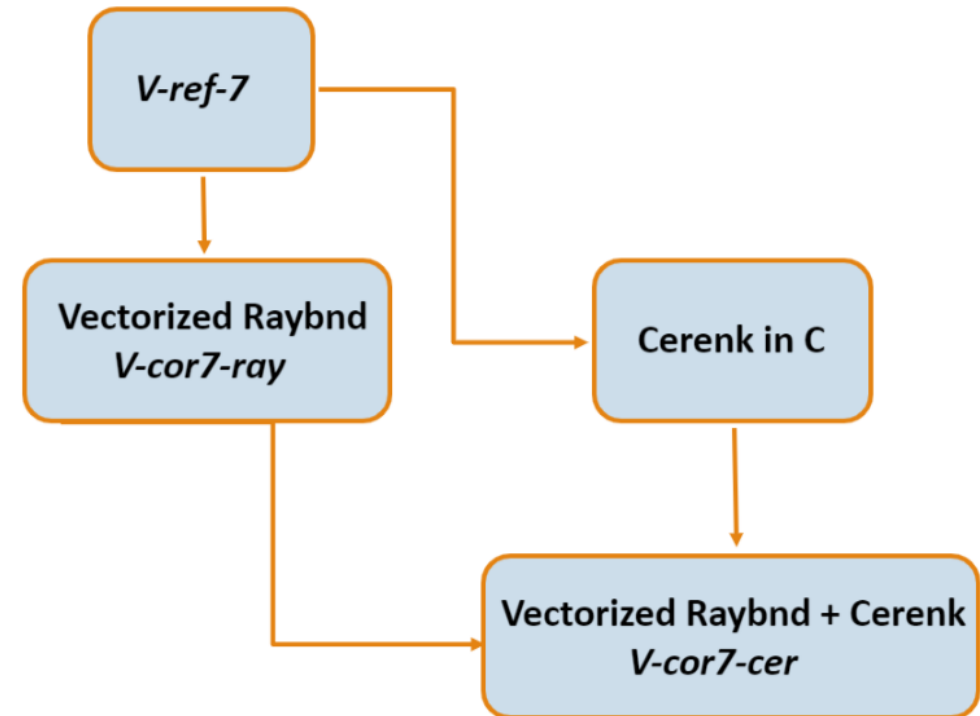 V-ref-7
Vectorized Raybnd
V-cor7-ray
Cerenk in C
Vectorized Raybnd + Cerenk
V-cor7-cer